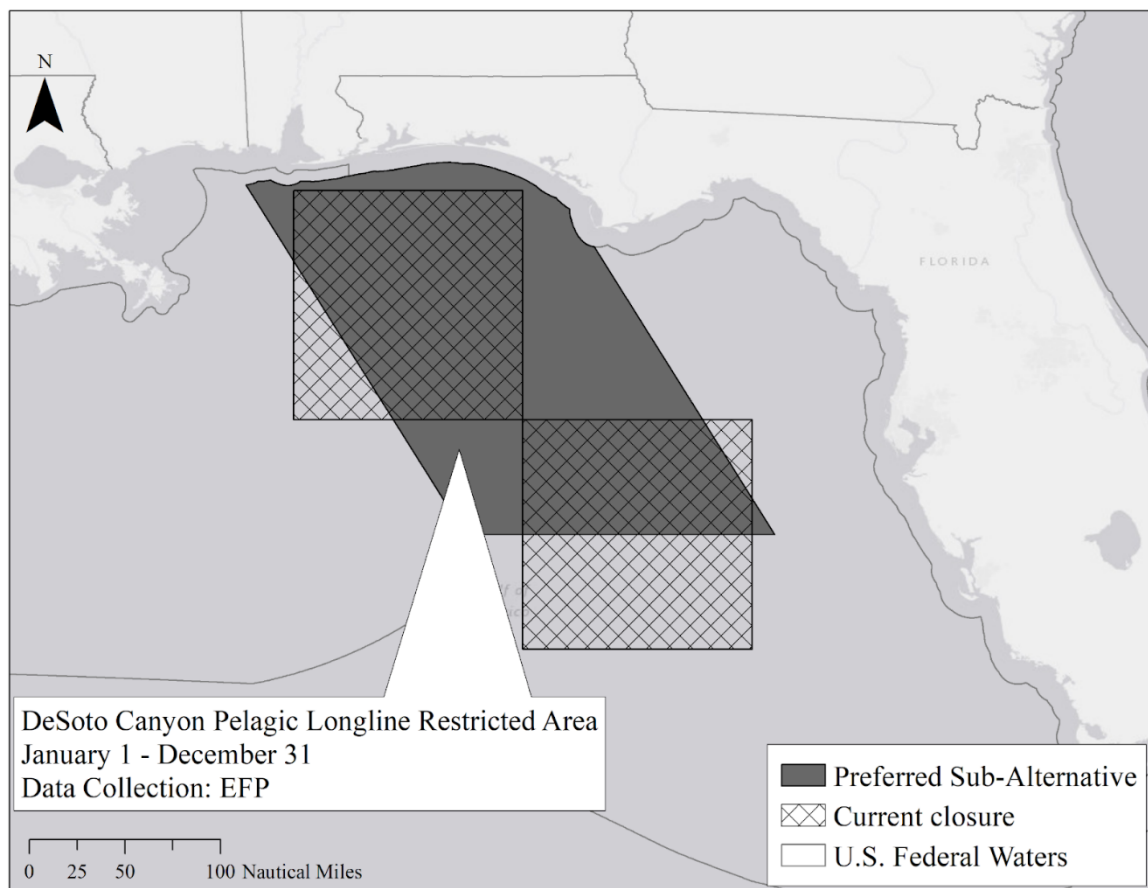 N
FLORIDA
DeSoto Canyon Pelagic Longline Restricted Area
January 1 - December 31
Data Collection: EFP
Preferred Sub-Alternative
Current closure
U.S. Federal Waters
0 25 50 100 Nautical Miles